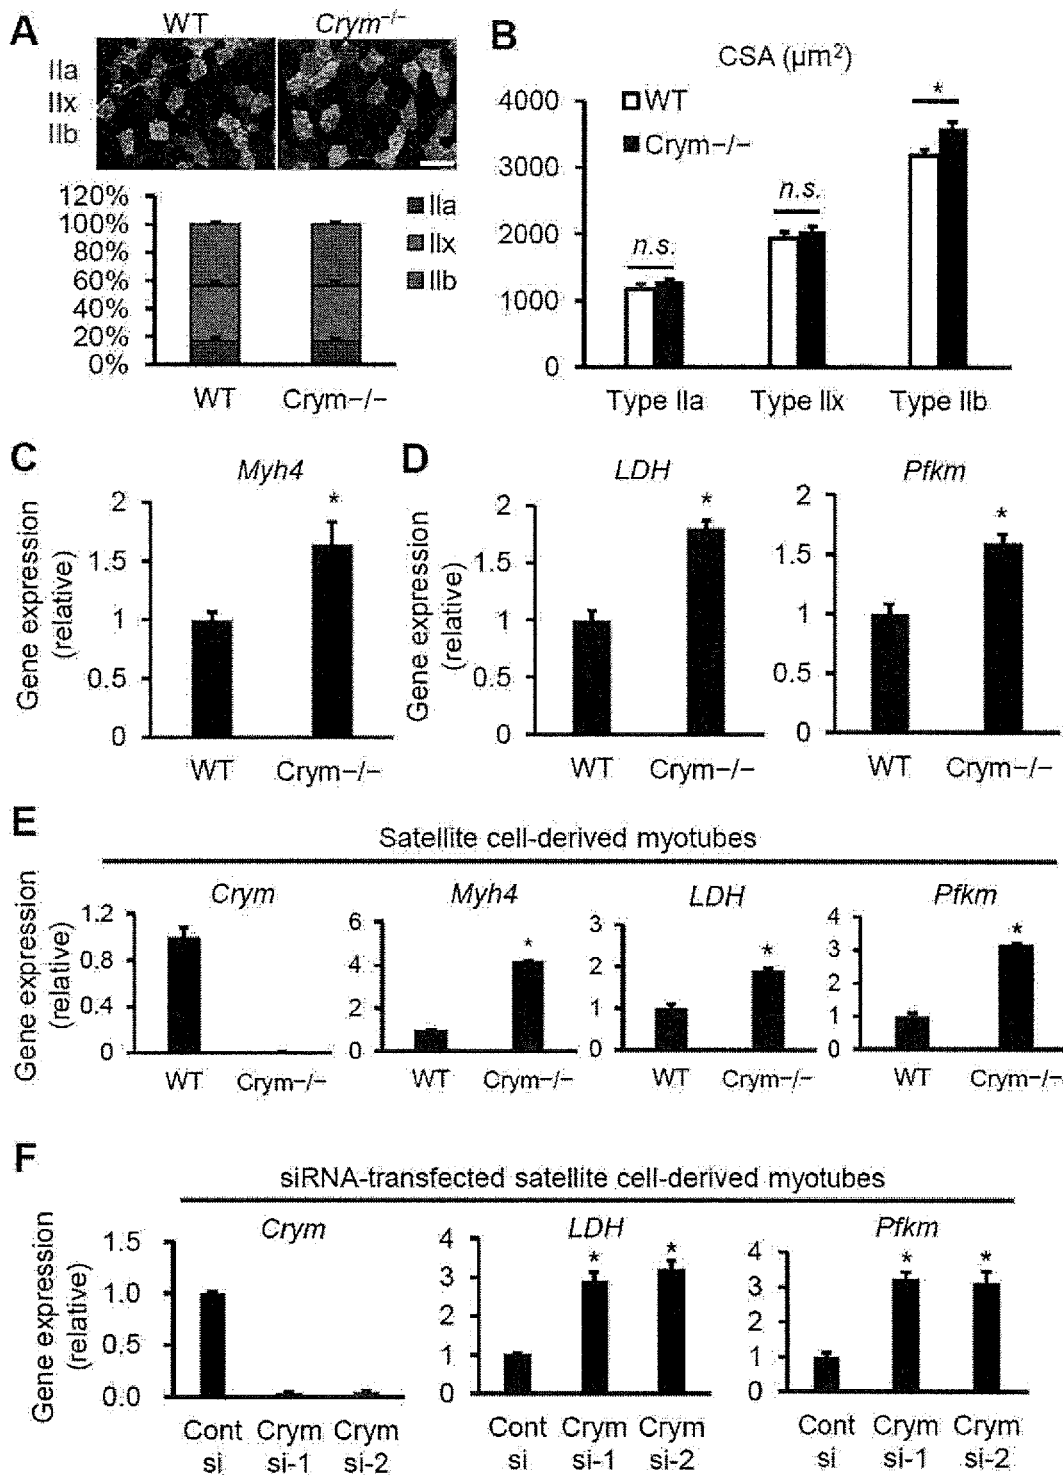 A
WT
Crym−/−
IIa
IIx
IIb
120%
100%
80%
60%
40%
20%
0%
IIa
IIx
IIb
WT
Crym−/−
B
CSA (µm²)
WT
Crym−/−
4000
3000
2000
1000
0
n.s.
n.s.
*
Type IIa
Type IIx
Type IIb
C
Myh4
Gene expression
(relative)
2
1.5
1
0.5
0
*
WT
Crym−/−
D
LDH
Gene expression
(relative)
2
1.5
1
0.5
0
*
WT
Crym−/−
Pfkm
2
1.5
1
0.5
0
*
WT
Crym−/−
E
Satellite cell-derived myotubes
Gene expression
(relative)
Crym
1.2
0.8
0.4
0
WT
Crym−/−
Myh4
6
4
2
0
*
WT
Crym−/−
LDH
3
2
1
0
*
WT
Crym−/−
Pfkm
4
3
2
1
0
*
WT
Crym−/−
F
siRNA-transfected satellite cell-derived myotubes
Gene expression
(relative)
Crym
1.5
1.0
0.5
0.0
Cont Crym Crym
si si-1 si-2
LDH
4
3
2
1
0
* *
Cont Crym Crym
si si-1 si-2
Pfkm
4
3
2
1
0
* *
Cont Crym Crym
si si-1 si-2